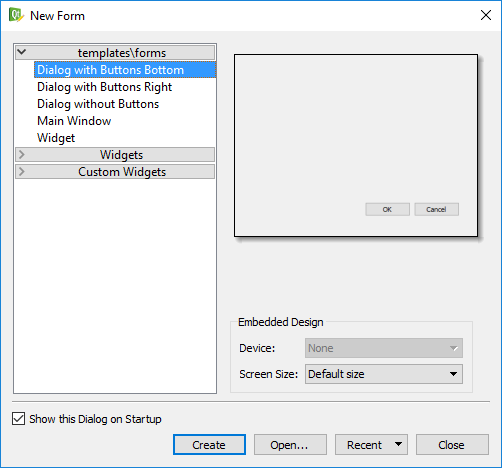 New Form
templates\forms
Dialog with Buttons Bottom
Dialog with Buttons Right
Dialog without Buttons
Main Window
Widget
Widgets
Custom Widgets
OK Cancel
Embedded Design
Device: None
Screen Size: Default size
Show this Dialog on Startup
Create Open... Recent Close